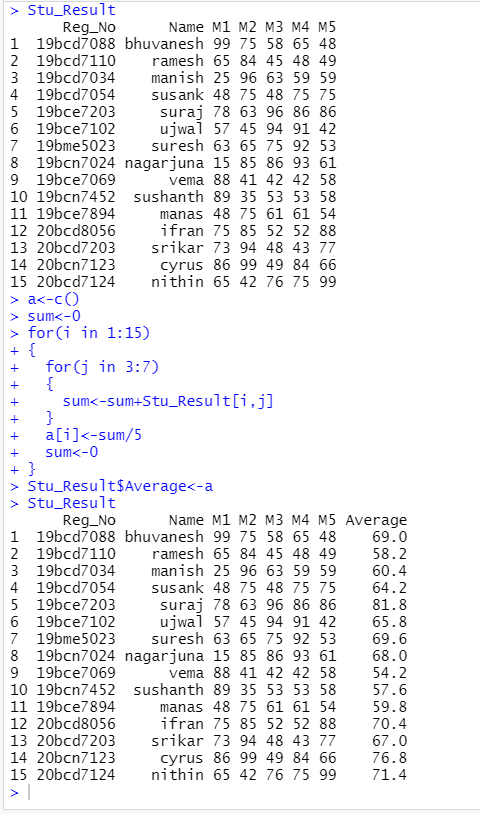 > Stu_Result
Reg_No Name M1 M2 M3 M4 M5
1 19bcd7088 bhuvanesh 99 75 58 65 48
2 19bcd7110 ramesh 65 84 45 48 49
3 19bcd7034 manish 25 96 63 59 59
4 19bcd7054 susank 48 75 48 75 75
5 19bce7203 suraj 78 63 96 86 86
6 19bce7102 ujwal 57 45 94 91 42
7 19bme5023 suresh 63 65 75 92 53
8 19bcn7024 nagarjuna 15 85 86 93 61
9 19bce7069 vema 88 41 42 42 58
10 19bcn7452 sushanth 89 35 53 53 58
11 19bce7894 manas 48 75 61 61 54
12 20bcd8056 ifran 75 85 52 52 88
13 20bcd7203 srikar 73 94 48 43 77
14 20bcn7123 cyrus 86 99 49 84 66
15 20bcd7124 nithin 65 42 76 75 99
> a<-c()
> sum<-0
> for(i in 1:15)
+ {
+   for(j in 3:7)
+   {
+     sum<-sum+Stu_Result[i,j]
+   }
+   a[i]<-sum/5
+   sum<-0
+ }
> Stu_Result$Average<-a
> Stu_Result
Reg_No Name M1 M2 M3 M4 M5 Average
1 19bcd7088 bhuvanesh 99 75 58 65 48 69.0
2 19bcd7110 ramesh 65 84 45 48 49 58.2
3 19bcd7034 manish 25 96 63 59 59 60.4
4 19bcd7054 susank 48 75 48 75 75 64.2
5 19bce7203 suraj 78 63 96 86 86 81.8
6 19bce7102 ujwal 57 45 94 91 42 65.8
7 19bme5023 suresh 63 65 75 92 53 69.6
8 19bcn7024 nagarjuna 15 85 86 93 61 68.0
9 19bce7069 vema 88 41 42 42 58 54.2
10 19bcn7452 sushanth 89 35 53 53 58 57.6
11 19bce7894 manas 48 75 61 61 54 59.8
12 20bcd8056 ifran 75 85 52 52 88 70.4
13 20bcd7203 srikar 73 94 48 43 77 67.0
14 20bcn7123 cyrus 86 99 49 84 66 76.8
15 20bcd7124 nithin 65 42 76 75 99 71.4
>